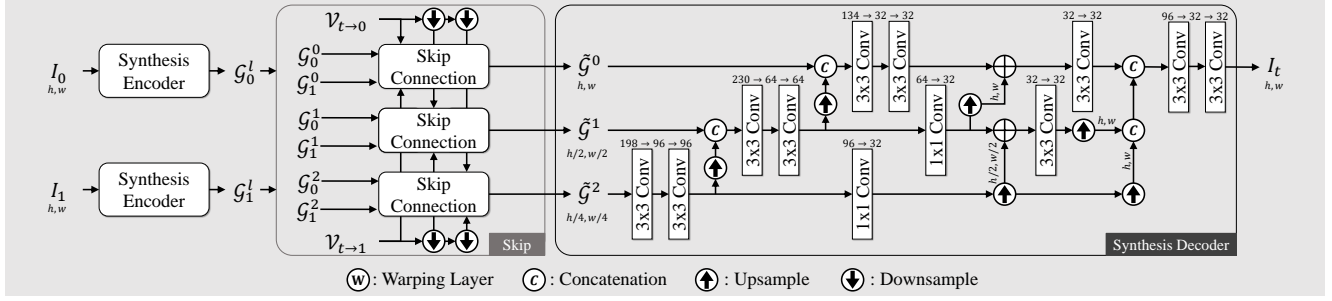 I₀
h,w
Synthesis
Encoder
𝒢₀ˡ
I₁
h,w
Synthesis
Encoder
𝒢₁ˡ
𝒱ₜ→₀
𝒢₀⁰
𝒢₁⁰
Skip
Connection
𝒢₀¹
𝒢₁¹
Skip
Connection
𝒢₀²
𝒢₁²
Skip
Connection
𝒱ₜ→₁
Skip
𝒢̃⁰
h,w
𝒢̃¹
h/2,w/2
𝒢̃²
h/4,w/4
198 → 96 → 96
3x3 Conv
3x3 Conv
C
230 → 64 → 64
3x3 Conv
3x3 Conv
C
134 → 32 → 32
3x3 Conv
3x3 Conv
96 → 32
1x1 Conv
64 → 32
1x1 Conv
h,w
h/2,w/2
32 → 32
3x3 Conv
h,w
32 → 32
3x3 Conv
C
C
h,w
96 → 32 → 32
3x3 Conv
3x3 Conv
Iₜ
h,w
Synthesis Decoder
W : Warping Layer
C : Concatenation
: Upsample
: Downsample